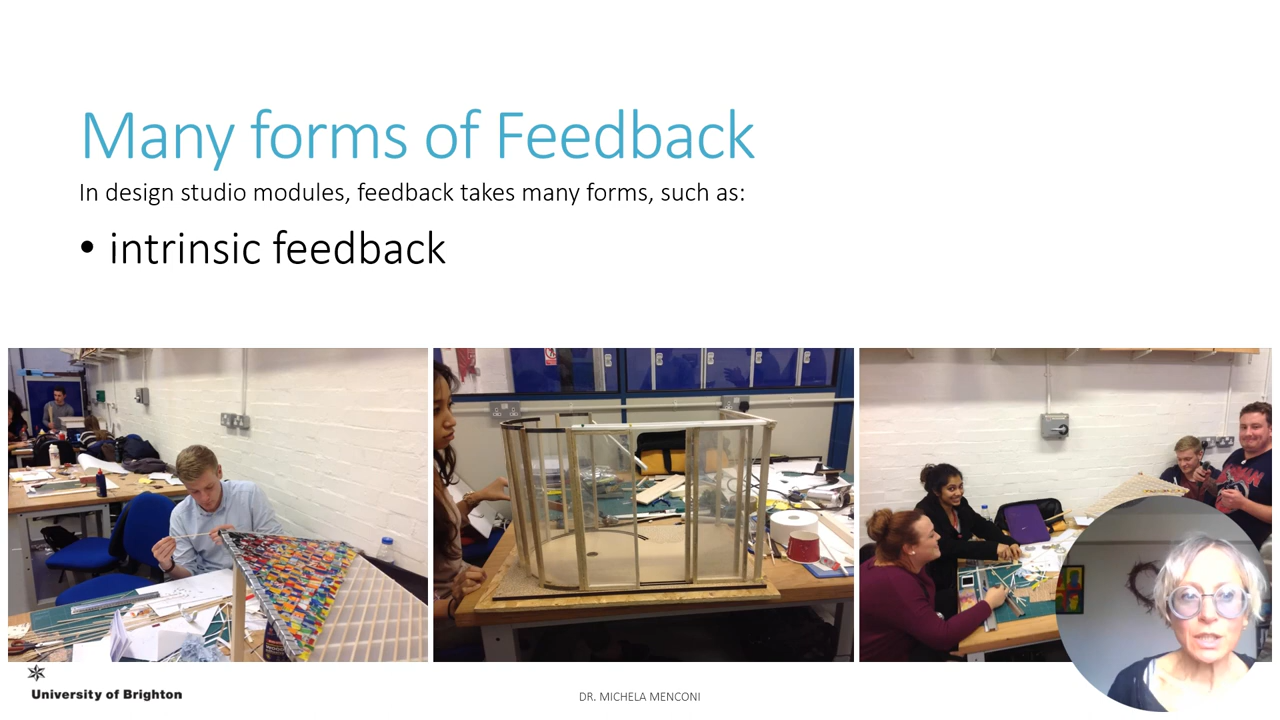 Many forms of Feedback
In design studio modules, feedback takes many forms, such as:
• intrinsic feedback
University of Brighton
DR. MICHELA MENCONI